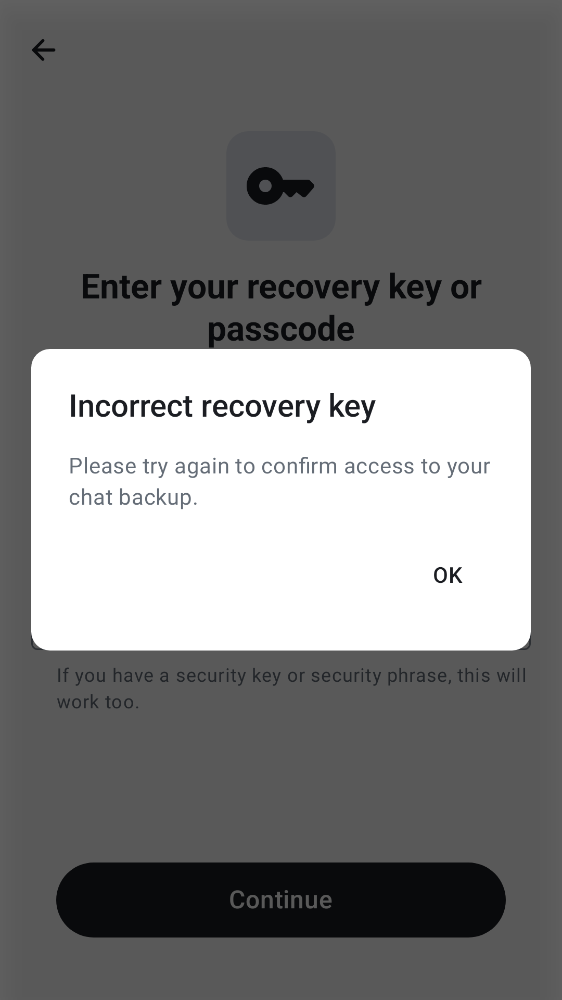 Enter your recovery key or
passcode
Incorrect recovery key
Please try again to confirm access to your
chat backup.
OK
If you have a security key or security phrase, this will
work too.
Continue